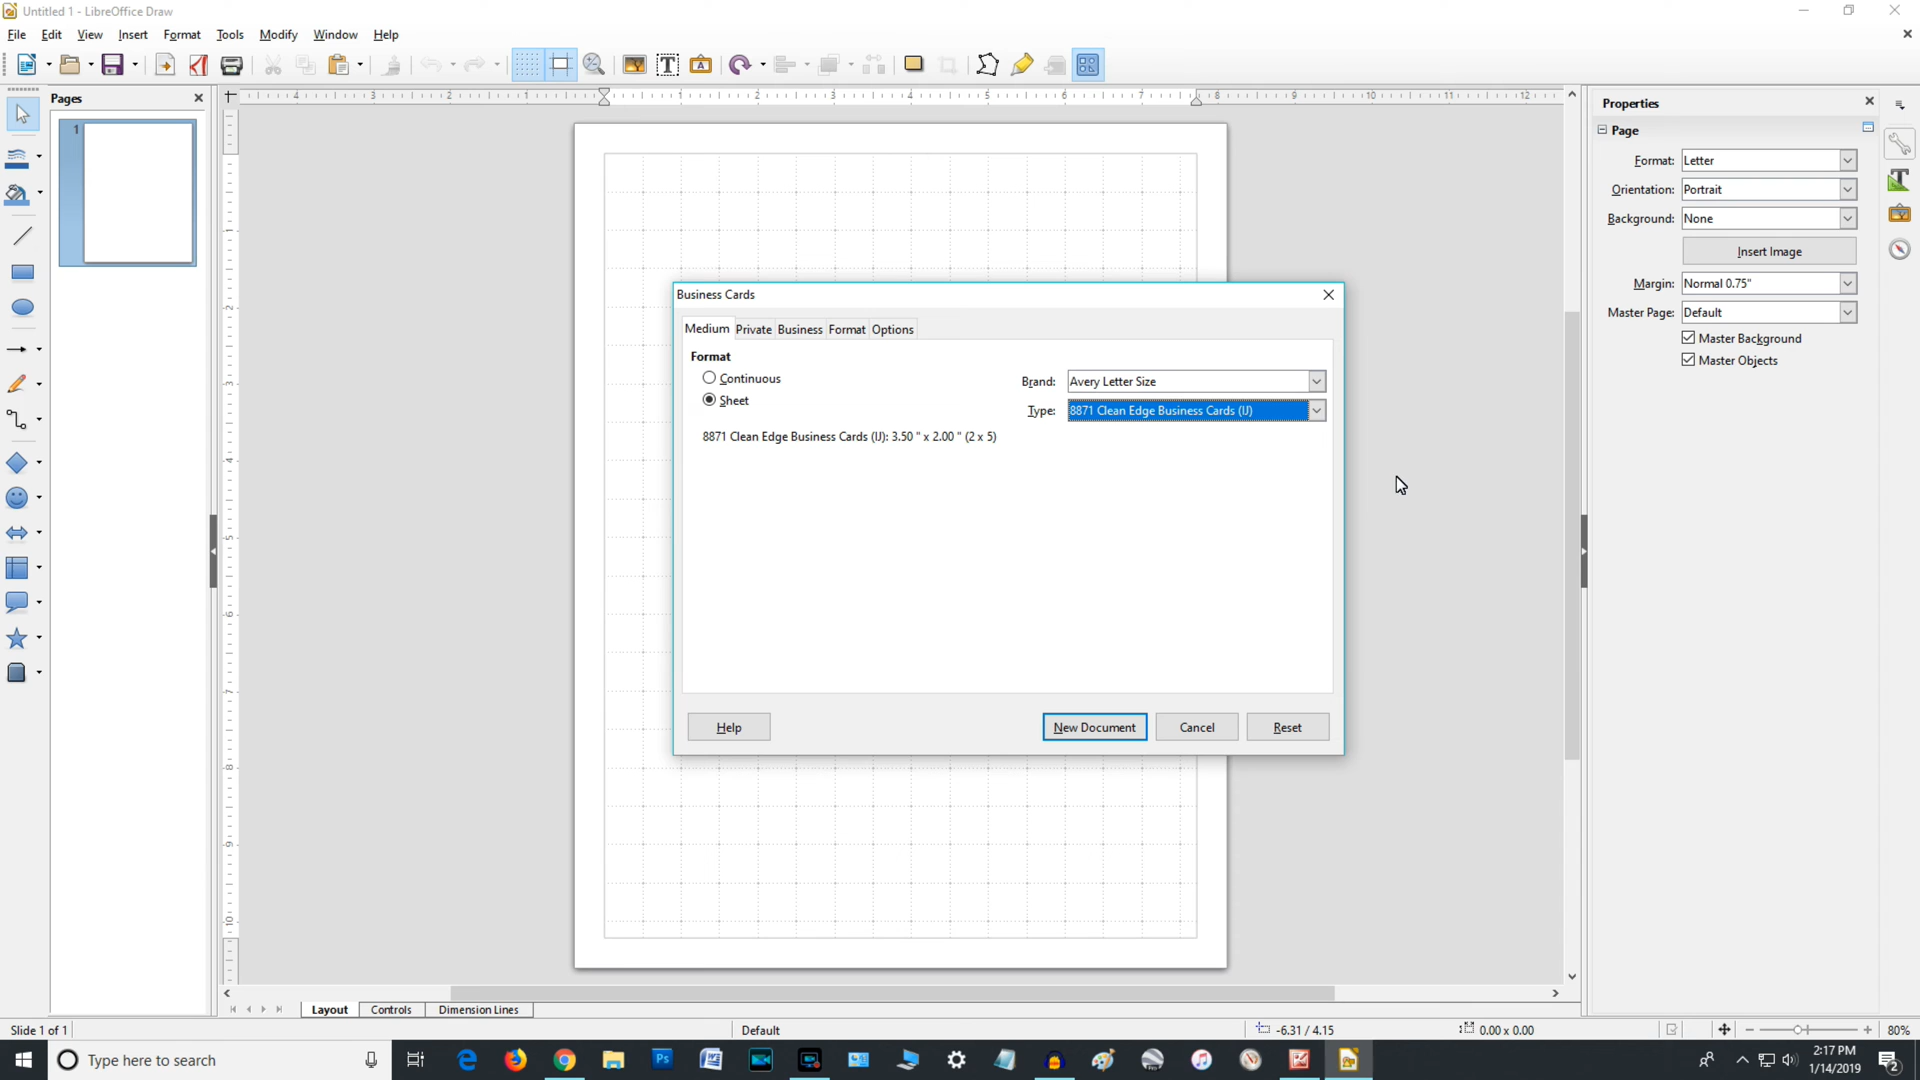 Untitled 1 - LibreOffice Draw
File Edit View Insert Format Tools Modify Window Help
Pages
1
Properties
Page
Format: Letter
Orientation: Portrait
Background: None
Insert Image
Margin: Normal 0.75"
Master Page: Default
Master Background
Master Objects
Business Cards
Medium Private Business Format Options
Format
Continuous
Sheet
Brand: Avery Letter Size
Type: 8871 Clean Edge Business Cards (IJ)
8871 Clean Edge Business Cards (IJ): 3.50 " x 2.00 " (2 x 5)
Help New Document Cancel Reset
Layout Controls Dimension Lines
Slide 1 of 1 Default -6.31 / 4.15 0.00 x 0.00 80%
Type here to search
2:17 PM
1/14/2019
2